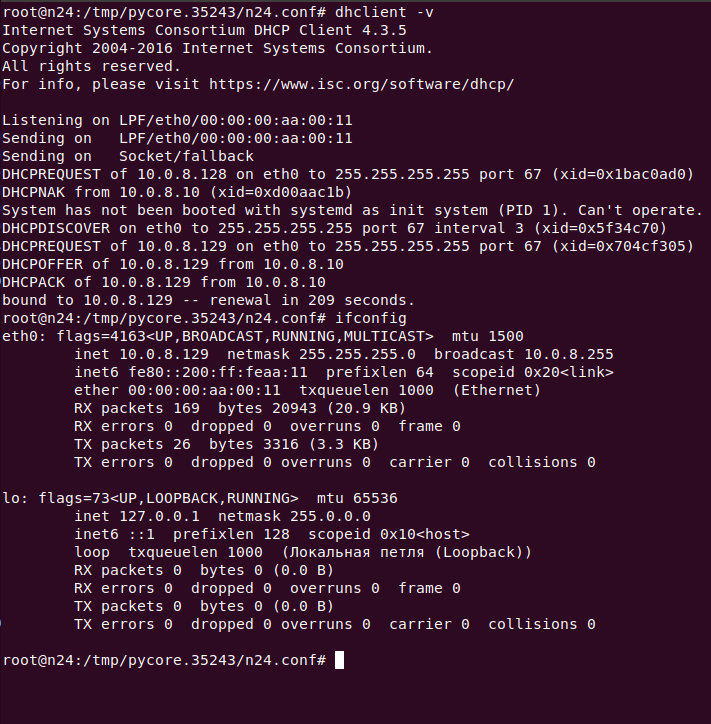 root@n24:/tmp/pycore.35243/n24.conf# dhclient -v
Internet Systems Consortium DHCP Client 4.3.5
Copyright 2004-2016 Internet Systems Consortium.
All rights reserved.
For info, please visit https://www.isc.org/software/dhcp/

Listening on LPF/eth0/00:00:00:aa:00:11
Sending on   LPF/eth0/00:00:00:aa:00:11
Sending on   Socket/fallback
DHCPREQUEST of 10.0.8.128 on eth0 to 255.255.255.255 port 67 (xid=0x1bac0ad0)
DHCPNAK from 10.0.8.10 (xid=0xd00aac1b)
System has not been booted with systemd as init system (PID 1). Can't operate.
DHCPDISCOVER on eth0 to 255.255.255.255 port 67 interval 3 (xid=0x5f34c70)
DHCPREQUEST of 10.0.8.129 on eth0 to 255.255.255.255 port 67 (xid=0x704cf305)
DHCPOFFER of 10.0.8.129 from 10.0.8.10
DHCPACK of 10.0.8.129 from 10.0.8.10
bound to 10.0.8.129 -- renewal in 209 seconds.
root@n24:/tmp/pycore.35243/n24.conf# ifconfig
eth0: flags=4163<UP,BROADCAST,RUNNING,MULTICAST>  mtu 1500
        inet 10.0.8.129  netmask 255.255.255.0  broadcast 10.0.8.255
        inet6 fe80::200:ff:feaa:11  prefixlen 64  scopeid 0x20<link>
        ether 00:00:00:aa:00:11  txqueuelen 1000  (Ethernet)
        RX packets 169  bytes 20943 (20.9 KB)
        RX errors 0  dropped 0  overruns 0  frame 0
        TX packets 26  bytes 3316 (3.3 KB)
        TX errors 0  dropped 0 overruns 0  carrier 0  collisions 0

lo: flags=73<UP,LOOPBACK,RUNNING>  mtu 65536
        inet 127.0.0.1  netmask 255.0.0.0
        inet6 ::1  prefixlen 128  scopeid 0x10<host>
        loop  txqueuelen 1000  (Локальная петля (Loopback))
        RX packets 0  bytes 0 (0.0 B)
        RX errors 0  dropped 0  overruns 0  frame 0
        TX packets 0  bytes 0 (0.0 B)
        TX errors 0  dropped 0 overruns 0  carrier 0  collisions 0

root@n24:/tmp/pycore.35243/n24.conf#